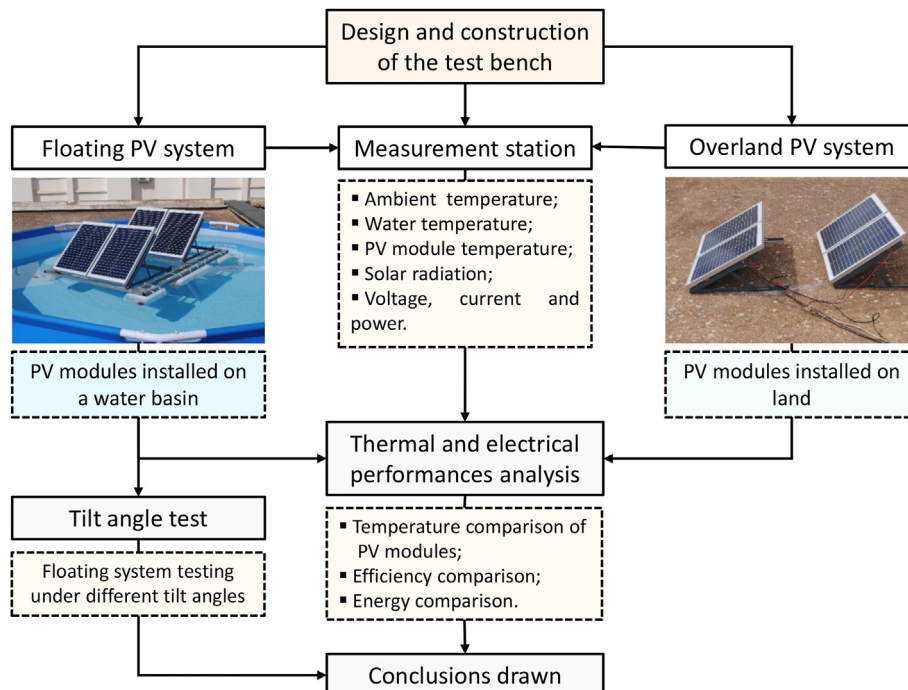 Design and construction
of the test bench
Floating PV system
Measurement station
Overland PV system
▪ Ambient temperature;
▪ Water temperature;
▪ PV module temperature;
▪ Solar radiation;
▪ Voltage, current and
power.
PV modules installed on
a water basin
PV modules installed on
land
Thermal and electrical
performances analysis
Tilt angle test
▪ Temperature comparison of
PV modules;
▪ Efficiency comparison;
▪ Energy comparison.
Floating system testing
under different tilt angles
Conclusions drawn